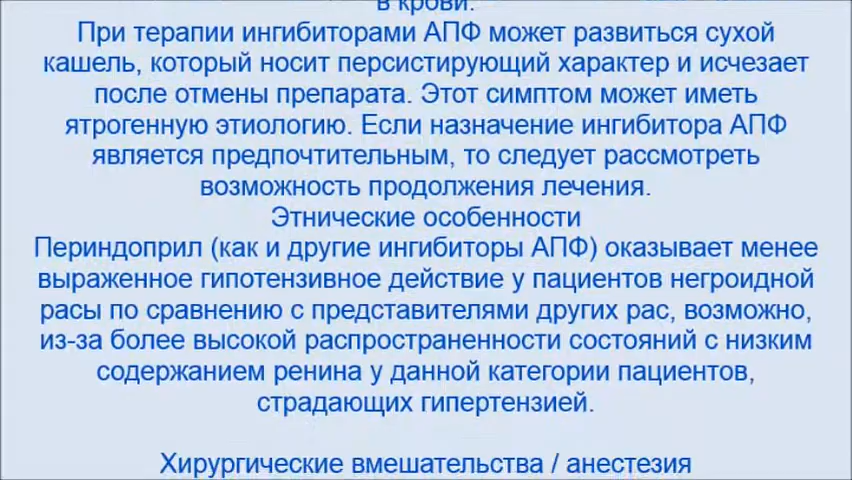 в крови.
При терапии ингибиторами АПФ может развиться сухой
кашель, который носит персистирующий характер и исчезает
после отмены препарата. Этот симптом может иметь
ятрогенную этиологию. Если назначение ингибитора АПФ
является предпочтительным, то следует рассмотреть
возможность продолжения лечения.
Этнические особенности
Периндоприл (как и другие ингибиторы АПФ) оказывает менее
выраженное гипотензивное действие у пациентов негроидной
расы по сравнению с представителями других рас, возможно,
из-за более высокой распространенности состояний с низким
содержанием ренина у данной категории пациентов,
страдающих гипертензией.
Хирургические вмешательства / анестезия